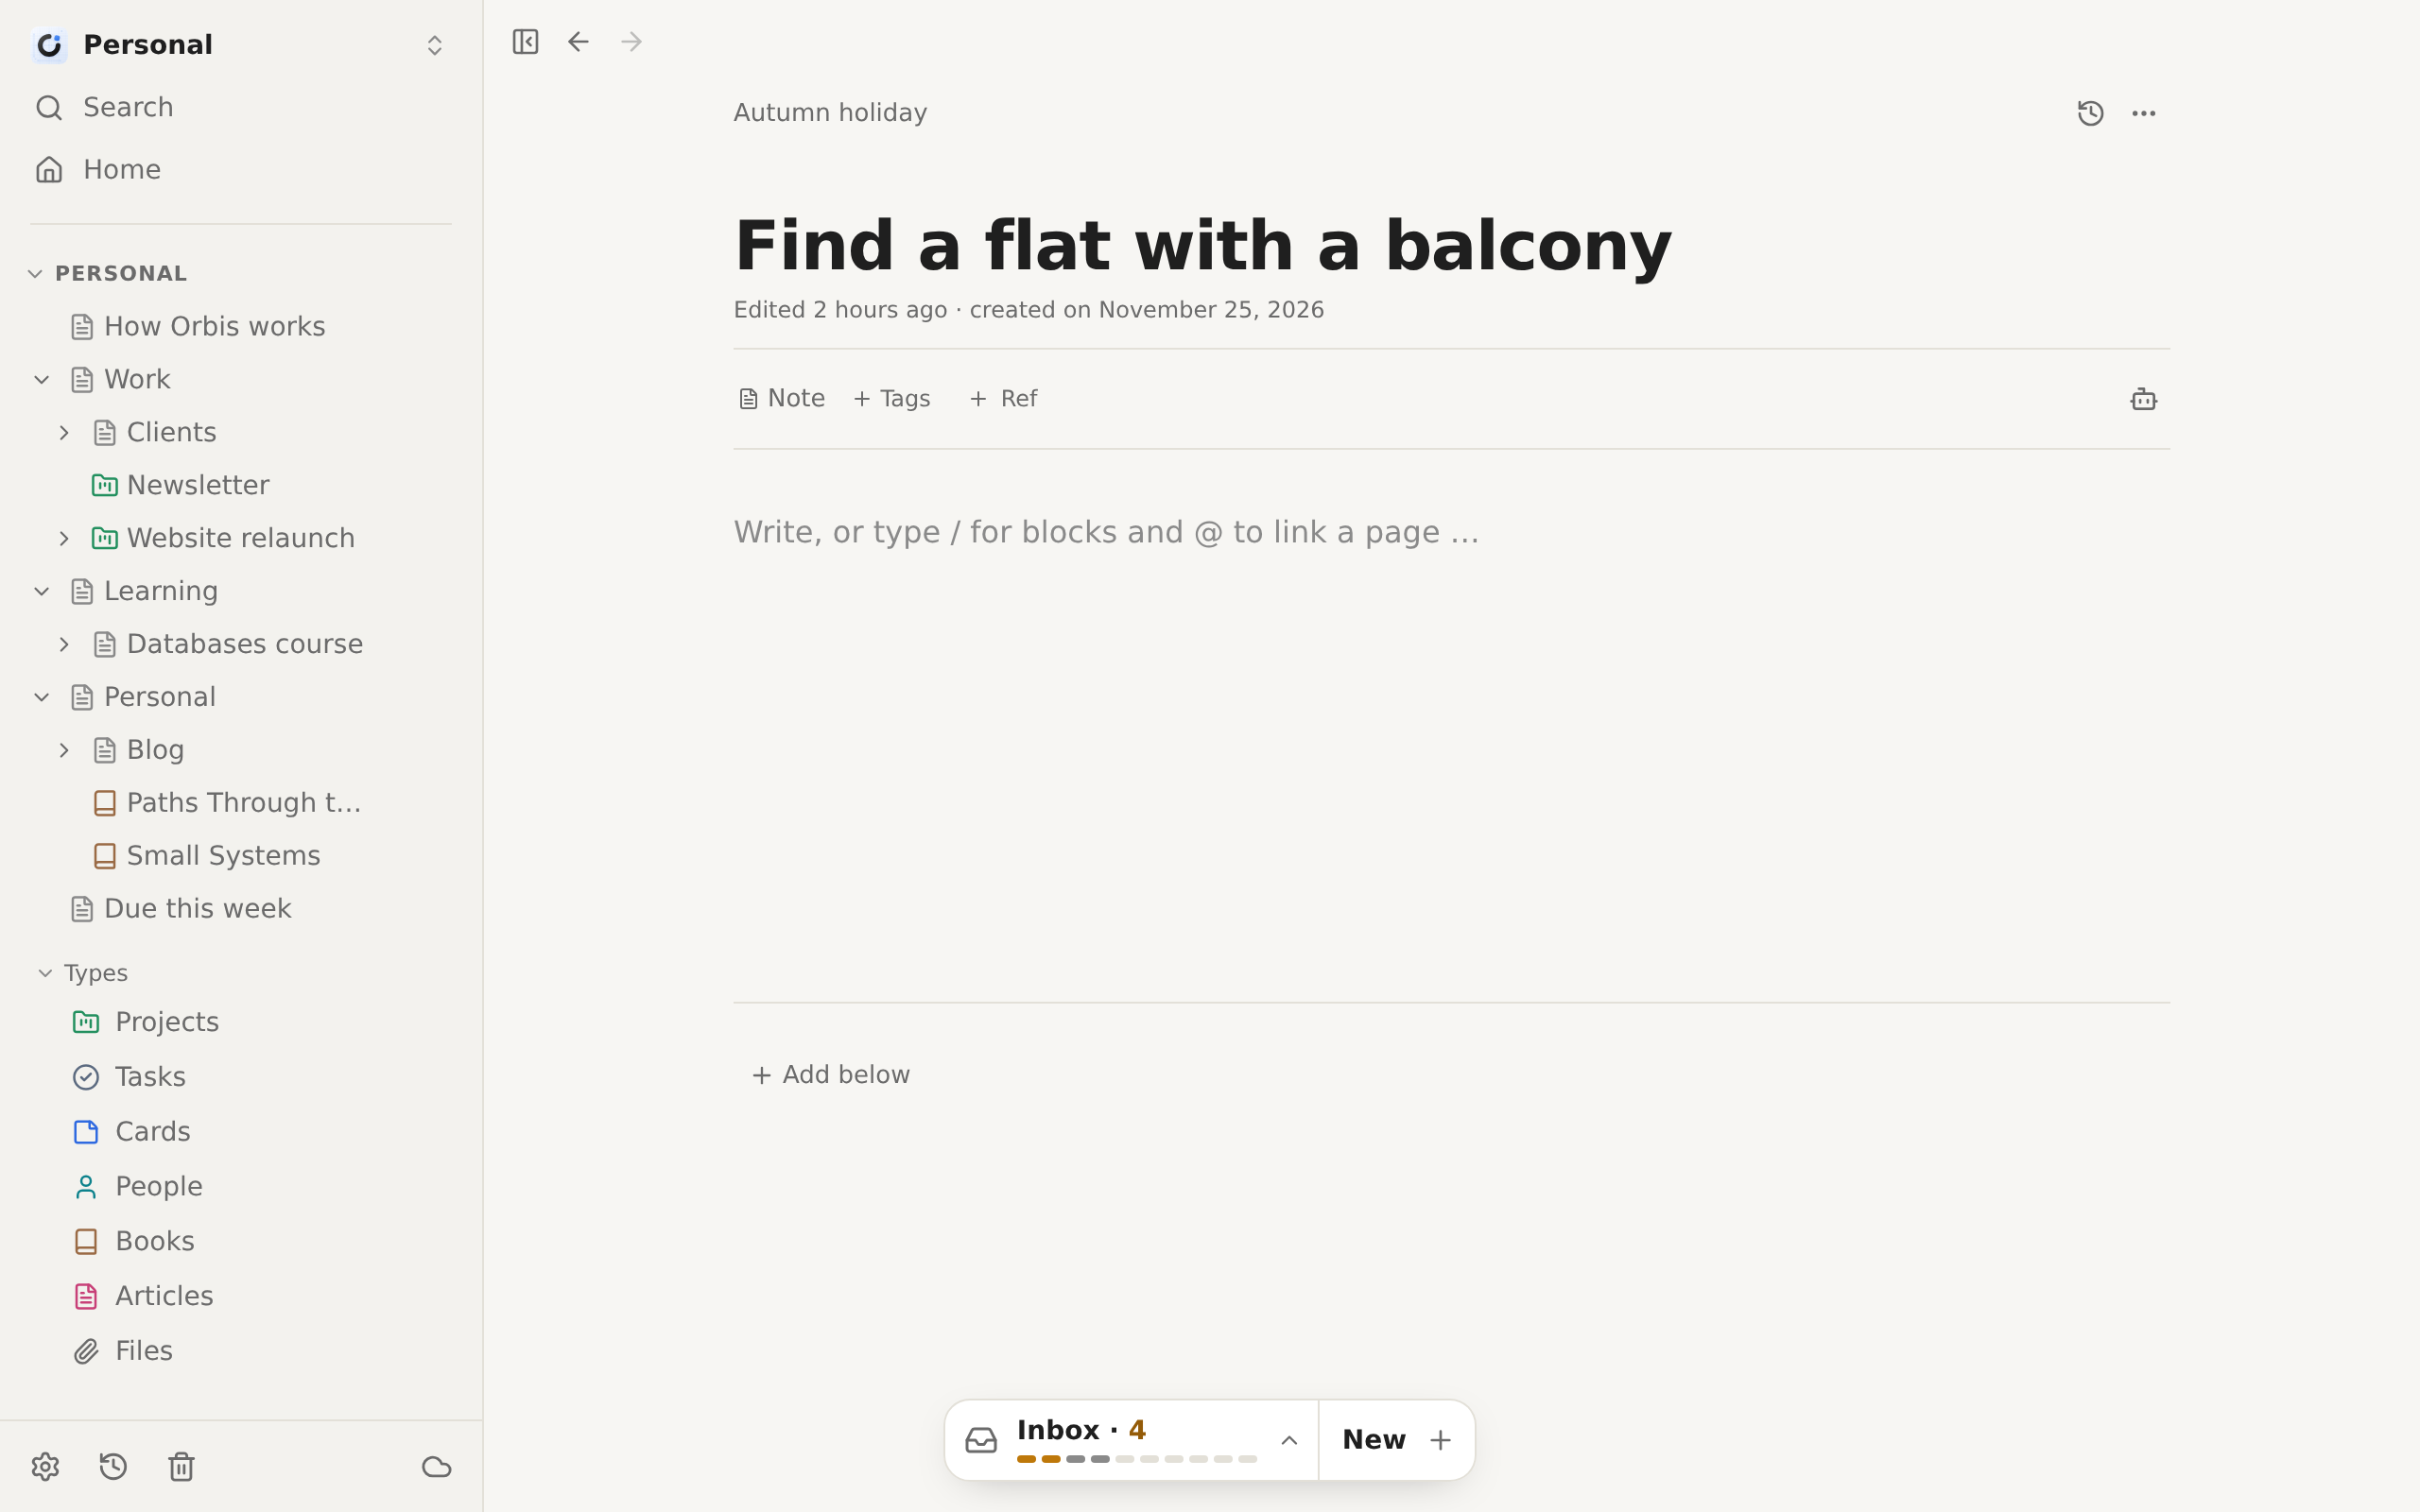 Personal
Search
Home
PERSONAL
How Orbis works
Work
Clients
Newsletter
Website relaunch
Learning
Databases course
Personal
Blog
Paths Through t...
Small Systems
Due this week
Types
Projects
Tasks
Cards
People
Books
Articles
Files
Autumn holiday
Find a flat with a balcony
Edited 2 hours ago · created on November 25, 2026
Note + Tags + Ref
Write, or type / for blocks and @ to link a page ...
+ Add below
Inbox · 4
New +